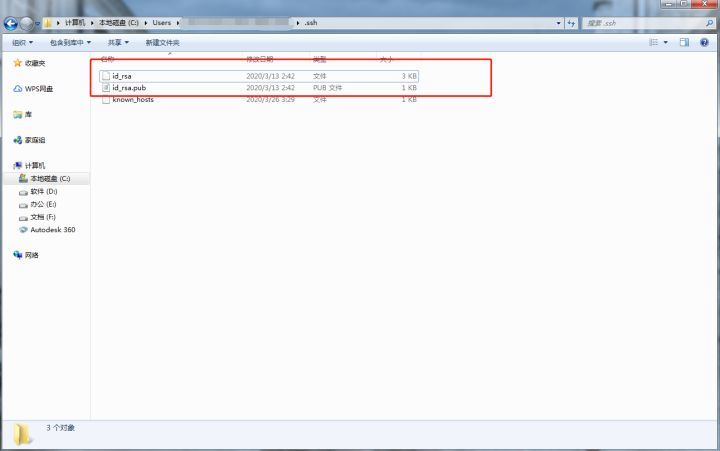 计算机 ▸ 本地磁盘 (C:) ▸ Users ▸ ▸ .ssh
搜索 .ssh
组织 包含到库中 共享 新建文件夹
名称 修改日期 类型 大小
id_rsa 2020/3/13 2:42 文件 3 KB
id_rsa.pub 2020/3/13 2:42 PUB 文件 1 KB
known_hosts 2020/3/26 3:29 文件 1 KB
收藏夹
WPS网盘
库
家庭组
计算机
本地磁盘 (C:)
软件 (D:)
办公 (E:)
文档 (F:)
Autodesk 360
网络
3 个对象